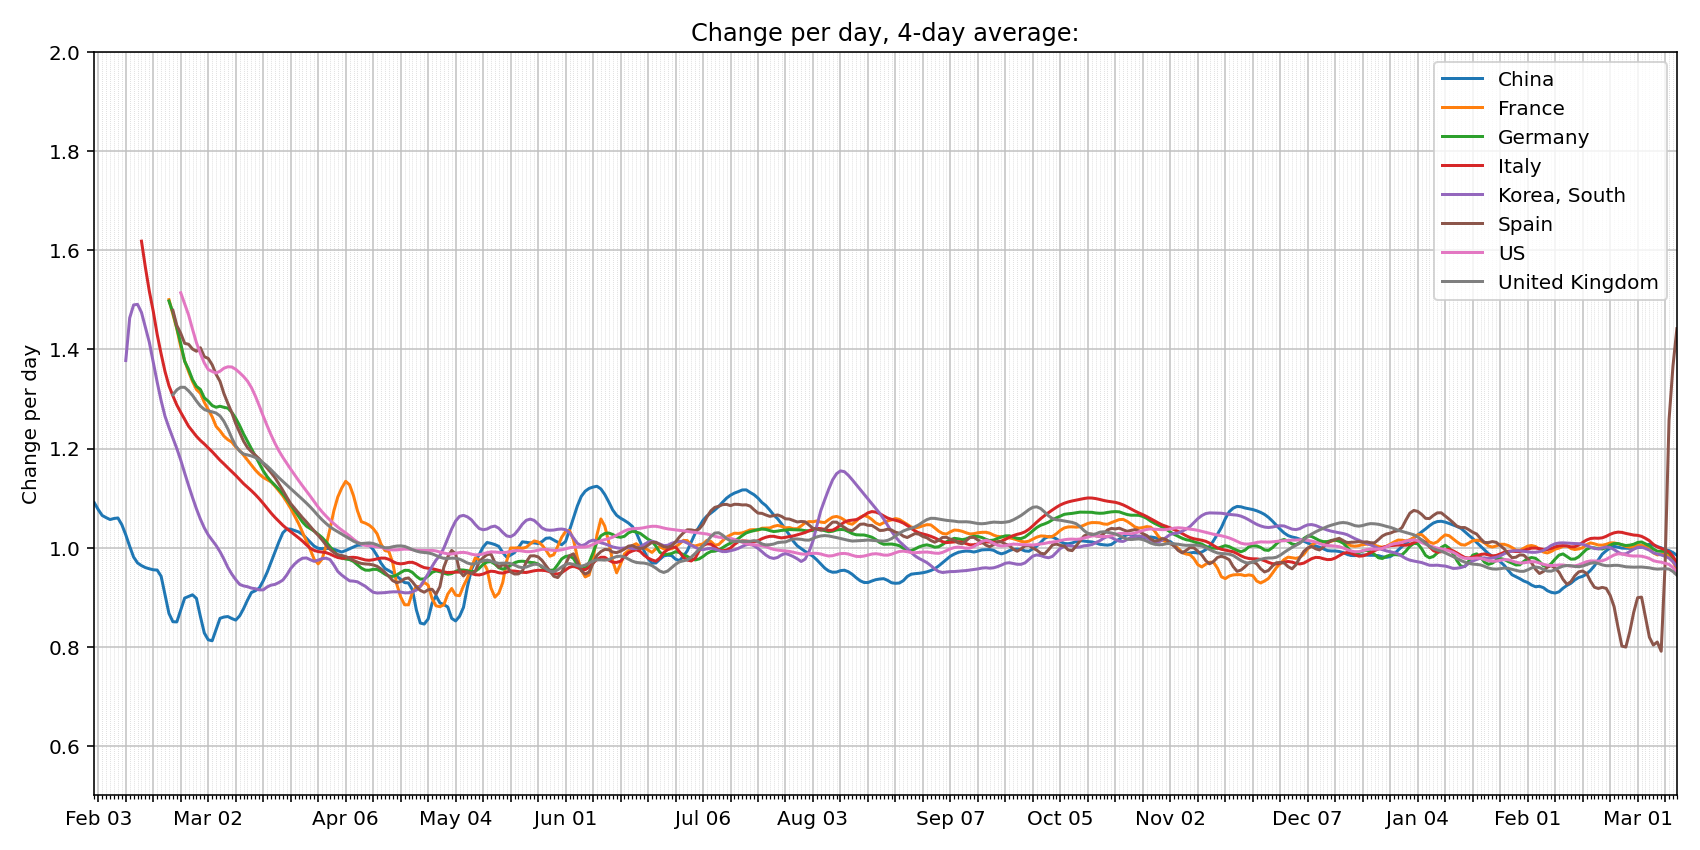 Change per day, 4-day average:
2.0
1.8
1.6
1.4
1.2
1.0
0.8
0.6
Change per day
China
France
Germany
Italy
Korea, South
Spain
US
United Kingdom
Feb 03 Mar 02 Apr 06 May 04 Jun 01 Jul 06 Aug 03 Sep 07 Oct 05 Nov 02 Dec 07 Jan 04 Feb 01 Mar 01